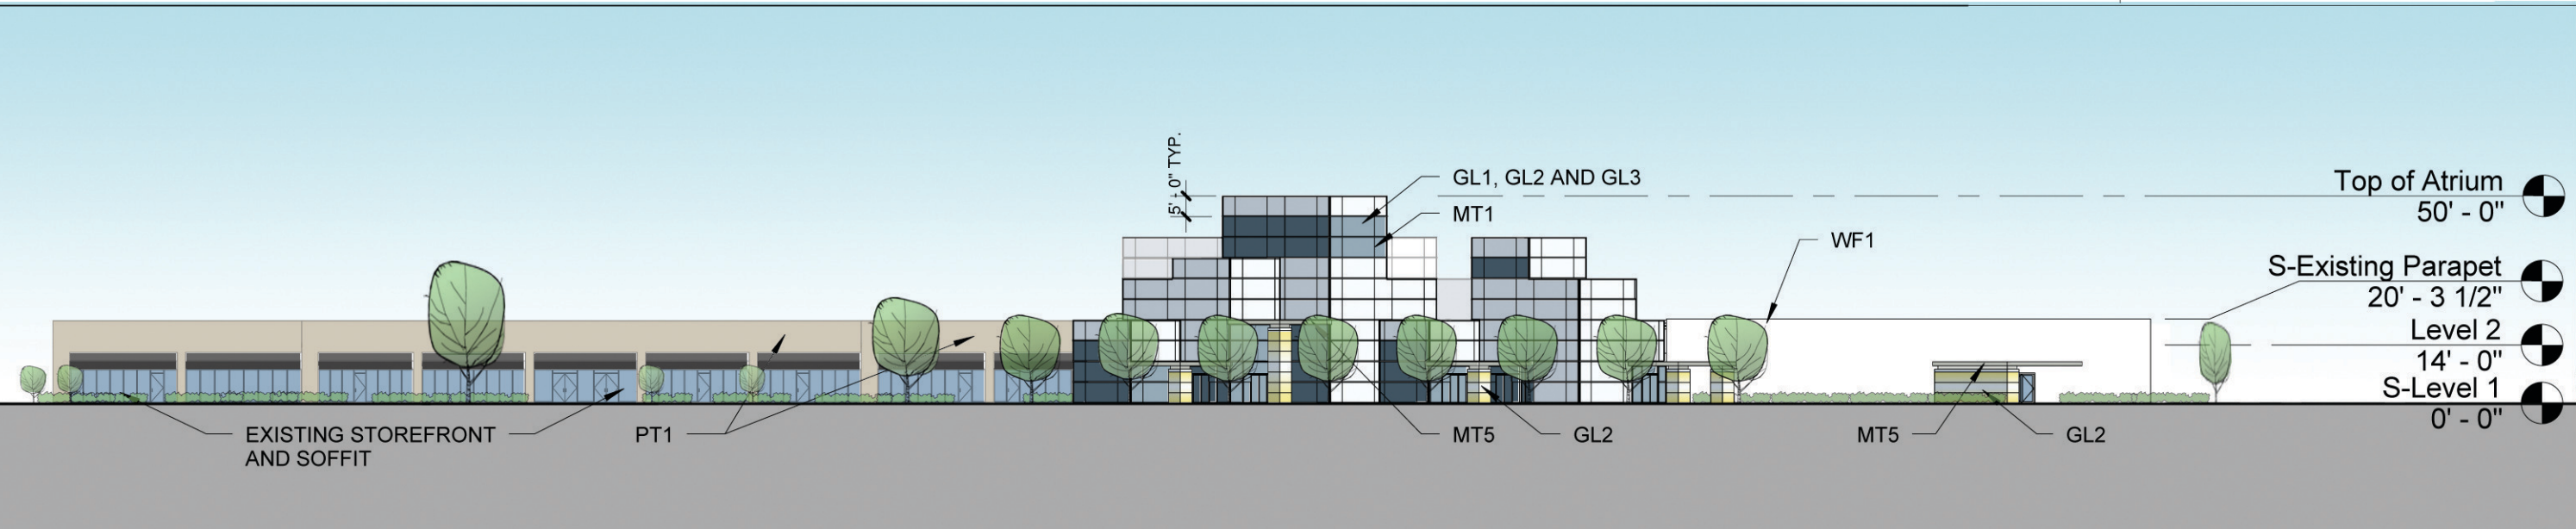 5' - 0" TYP.
GL1, GL2 AND GL3
MT1
WF1
Top of Atrium
50' - 0"
S-Existing Parapet
20' - 3 1/2"
Level 2
14' - 0"
S-Level 1
0' - 0"
EXISTING STOREFRONT
AND SOFFIT
PT1
MT5
GL2
MT5
GL2